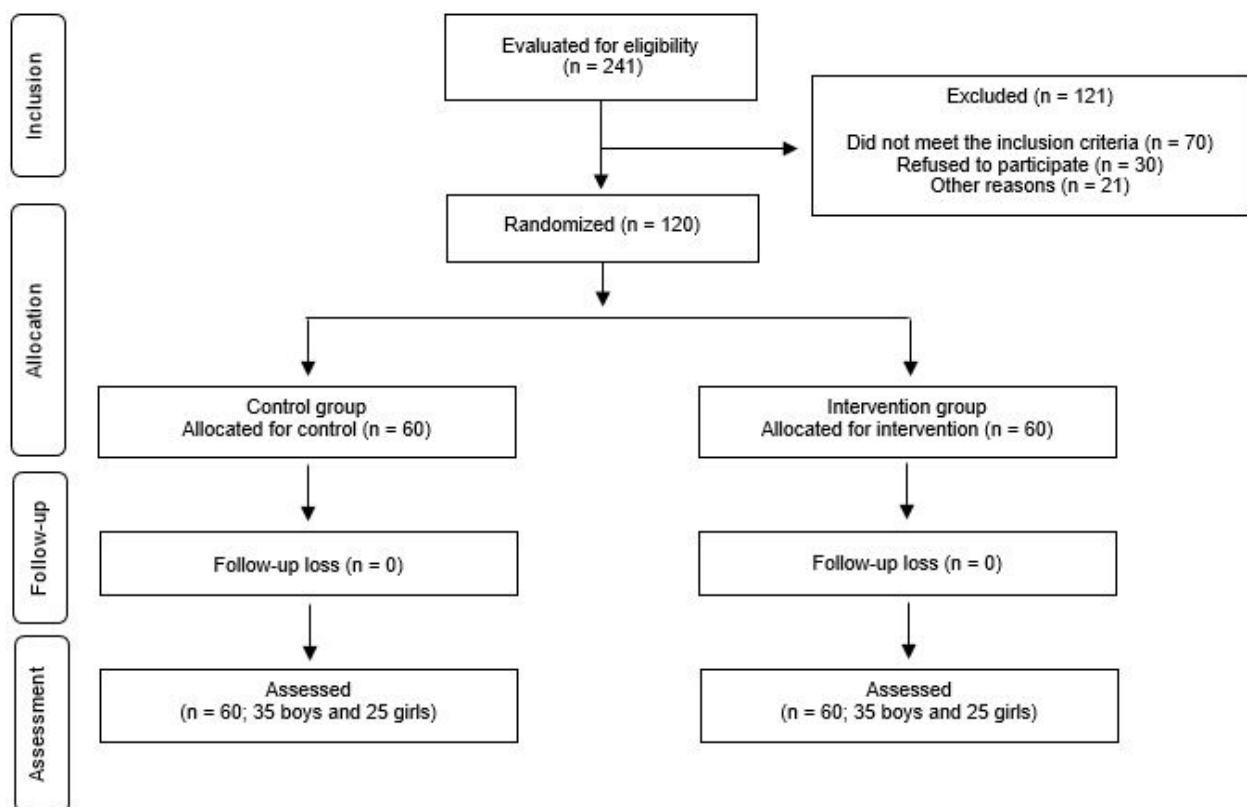 Inclusion
Evaluated for eligibility
(n = 241)
Excluded (n = 121)
Did not meet the inclusion criteria (n = 70)
Refused to participate (n = 30)
Other reasons (n = 21)
Allocation
Randomized (n = 120)
Control group
Allocated for control (n = 60)
Intervention group
Allocated for intervention (n = 60)
Follow-up
Follow-up loss (n = 0)
Follow-up loss (n = 0)
Assessment
Assessed
(n = 60; 35 boys and 25 girls)
Assessed
(n = 60; 35 boys and 25 girls)